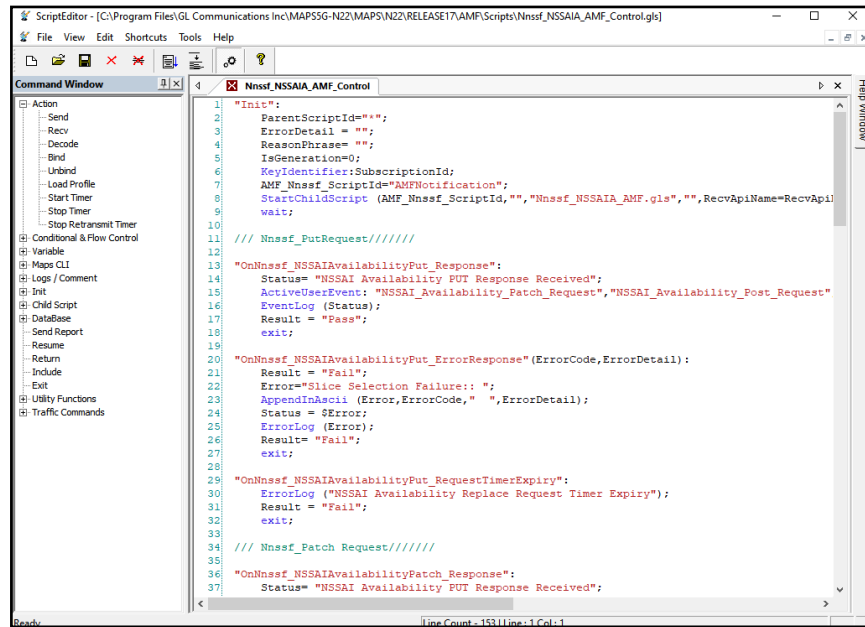 ScriptEditor - [C:\Program Files\GL Communications Inc\MAPS5G-N22\MAPS\N22\RELEASE17\AMF\Scripts\Nnssf_NSSAIA_AMF_Control.gls]
File View Edit Shortcuts Tools Help
Command Window
Nnssf_NSSAIA_AMF_Control
Action
Send
Recv
Decode
Bind
Unbind
Load Profile
Start Timer
Stop Timer
Stop Retransmit Timer
Conditional & Flow Control
Variable
Maps CLI
Logs / Comment
Init
Child Script
DataBase
Send Report
Resume
Return
Include
Exit
Utility Functions
Traffic Commands
1 "Init":
2 ParentScriptId="*";
3 ErrorDetail = "";
4 ReasonPhrase= "";
5 IsGeneration=0;
6 KeyIdentifier:SubscriptionId;
7 AMF_Nnssf_ScriptId="AMFNotification";
8 StartChildScript (AMF_Nnssf_ScriptId,"","Nnssf_NSSAIA_AMF.gls","",RecvApiName=RecvApi
9 wait;
10
11 /// Nnssf_PutRequest///////
12
13 "OnNnssf_NSSAIAvailabilityPut_Response":
14 Status= "NSSAI Availability PUT Response Received";
15 ActiveUserEvent: "NSSAI_Availability_Patch_Request","NSSAI_Availability_Post_Request",
16 EventLog (Status);
17 Result = "Pass";
18 exit;
19
20 "OnNnssf_NSSAIAvailabilityPut_ErrorResponse"(ErrorCode,ErrorDetail):
21 Result = "Fail";
22 Error="Slice Selection Failure:: ";
23 AppendInAscii (Error,ErrorCode,"  ",ErrorDetail);
24 Status = $Error;
25 ErrorLog (Error);
26 Result= "Fail";
27 exit;
28
29 "OnNnssf_NSSAIAvailabilityPut_RequestTimerExpiry":
30 ErrorLog ("NSSAI Availability Replace Request Timer Expiry");
31 Result = "Fail";
32 exit;
33
34 /// Nnssf_Patch Request///////
35
36 "OnNnssf_NSSAIAvailabilityPatch_Response":
37 Status= "NSSAI Availability PUT Response Received";
Help Window
Ready
Line Count - 153 | Line : 1 Col : 1